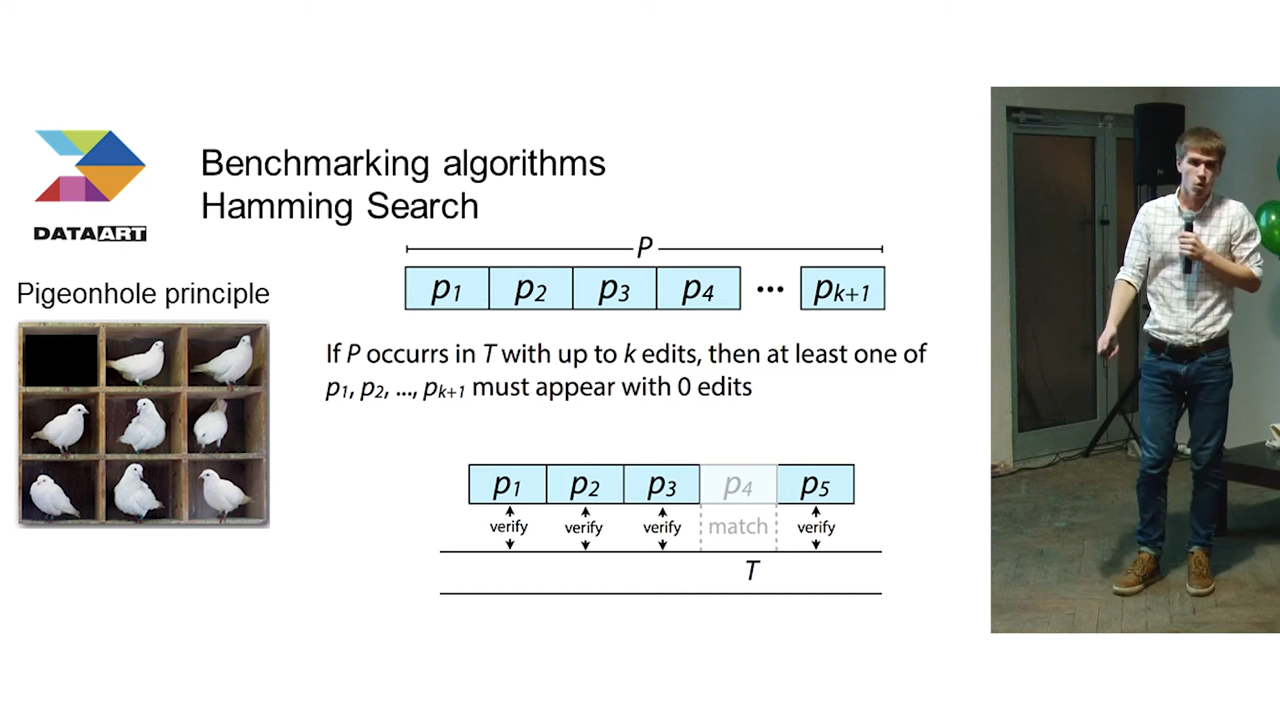 DATAART
Benchmarking algorithms
Hamming Search
Pigeonhole principle
P
p1 p2 p3 p4 ... pk+1
If P occurrs in T with up to k edits, then at least one of
p1, p2, ..., pk+1 must appear with 0 edits
p1 p2 p3 p4 p5
verify verify verify match verify
T